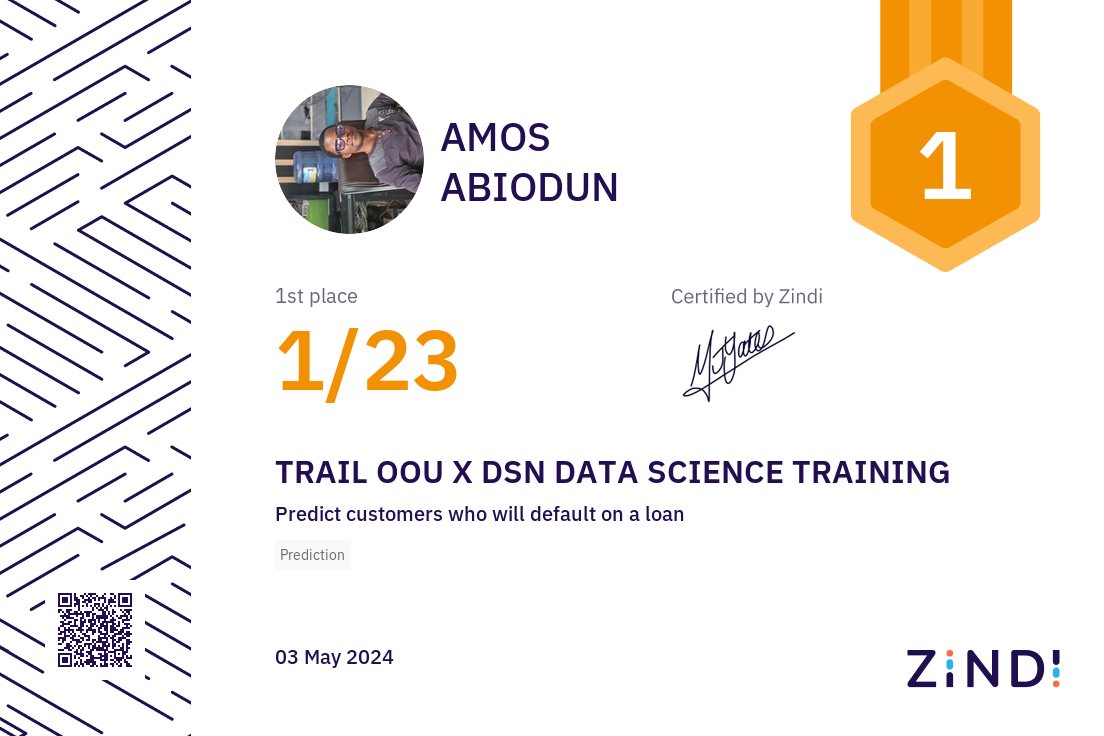 AMOS
ABIODUN
1
1st place
1/23
Certified by Zindi
TRAIL OOU X DSN DATA SCIENCE TRAINING
Predict customers who will default on a loan
Prediction
03 May 2024
ZiNDi